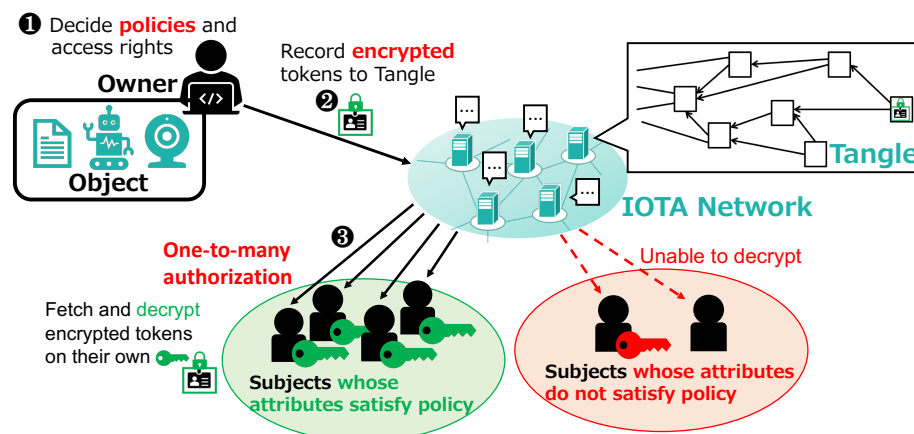 ❶ Decide policies and
access rights
Owner
</>
Object
Record encrypted
tokens to Tangle
❷
...
...
...
...
...
Tangle
IOTA Network
❸
One-to-many
authorization
Unable to decrypt
Fetch and decrypt
encrypted tokens
on their own
Subjects whose
attributes satisfy policy
Subjects whose attributes
do not satisfy policy